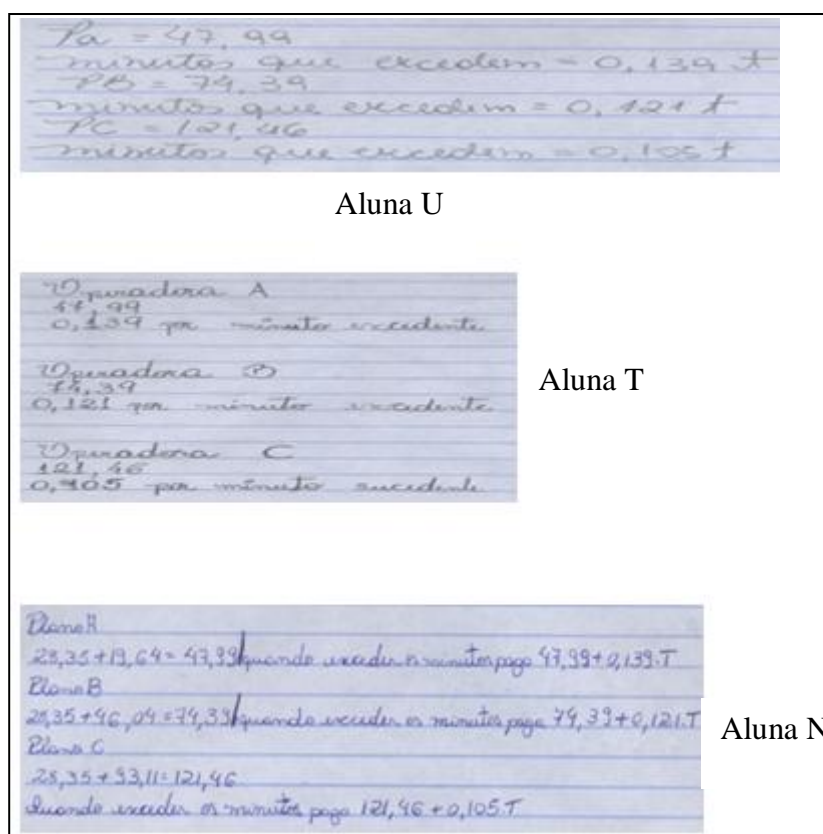 Pa = 47,99
minutos que excedem = 0,139 t
PB = 74,39
minutos que excedem = 0,121 t
PC = 121,46
minutos que excedem = 0,105 t
Aluna U
Operadora A
47,99
0,139 por minuto excedente
Operadora B
74,39
0,121 por minuto excedente
Operadora C
121,46
0,105 por minuto sucedente
Aluna T
Plano A
28,35 + 19,64 = 47,99 / quando exceder os minutos pago 47,99 + 0,139.T
Plano B
28,35 + 46,04 = 74,39 / quando exceder os minutos pago 74,39 + 0,121.T
Plano C
28,35 + 93,11 = 121,46
Quando exceder os minutos pago 121,46 + 0,105.T
Aluna N